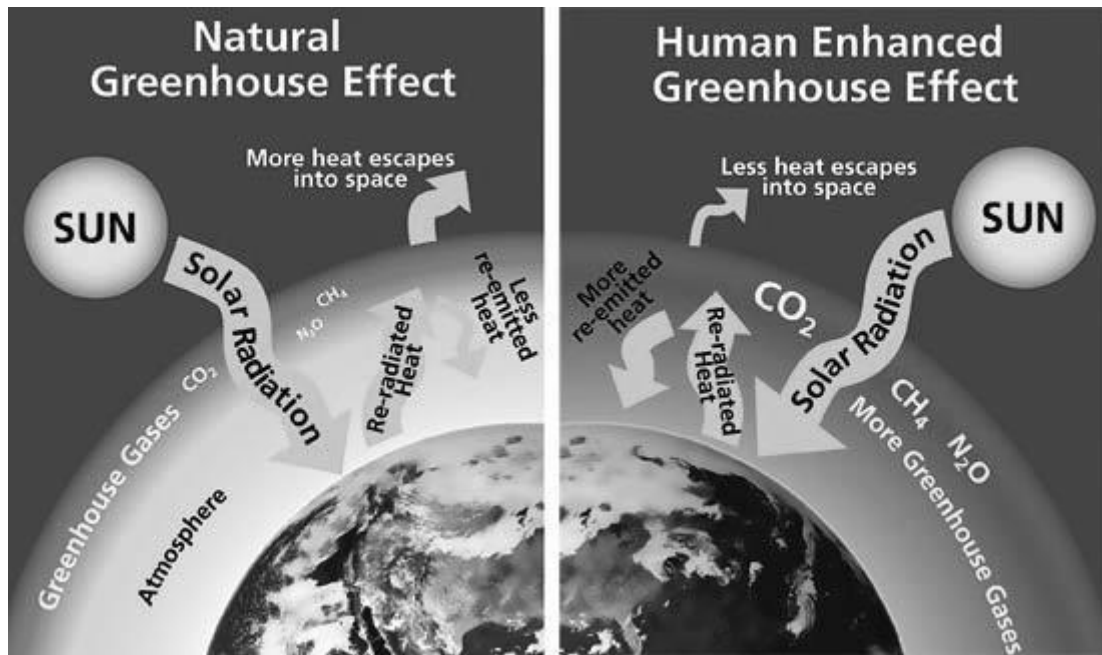 Natural
Greenhouse Effect
More heat escapes
into space
SUN
Solar Radiation
CH₄
N₂O
CO₂
Re-radiated
Heat
Less
re-emitted
heat
Greenhouse Gases
Atmosphere
Human Enhanced
Greenhouse Effect
Less heat escapes
into space
SUN
Solar Radiation
More
re-emitted
heat
Re-radiated
Heat
CO₂
CH₄
N₂O
More Greenhouse Gases